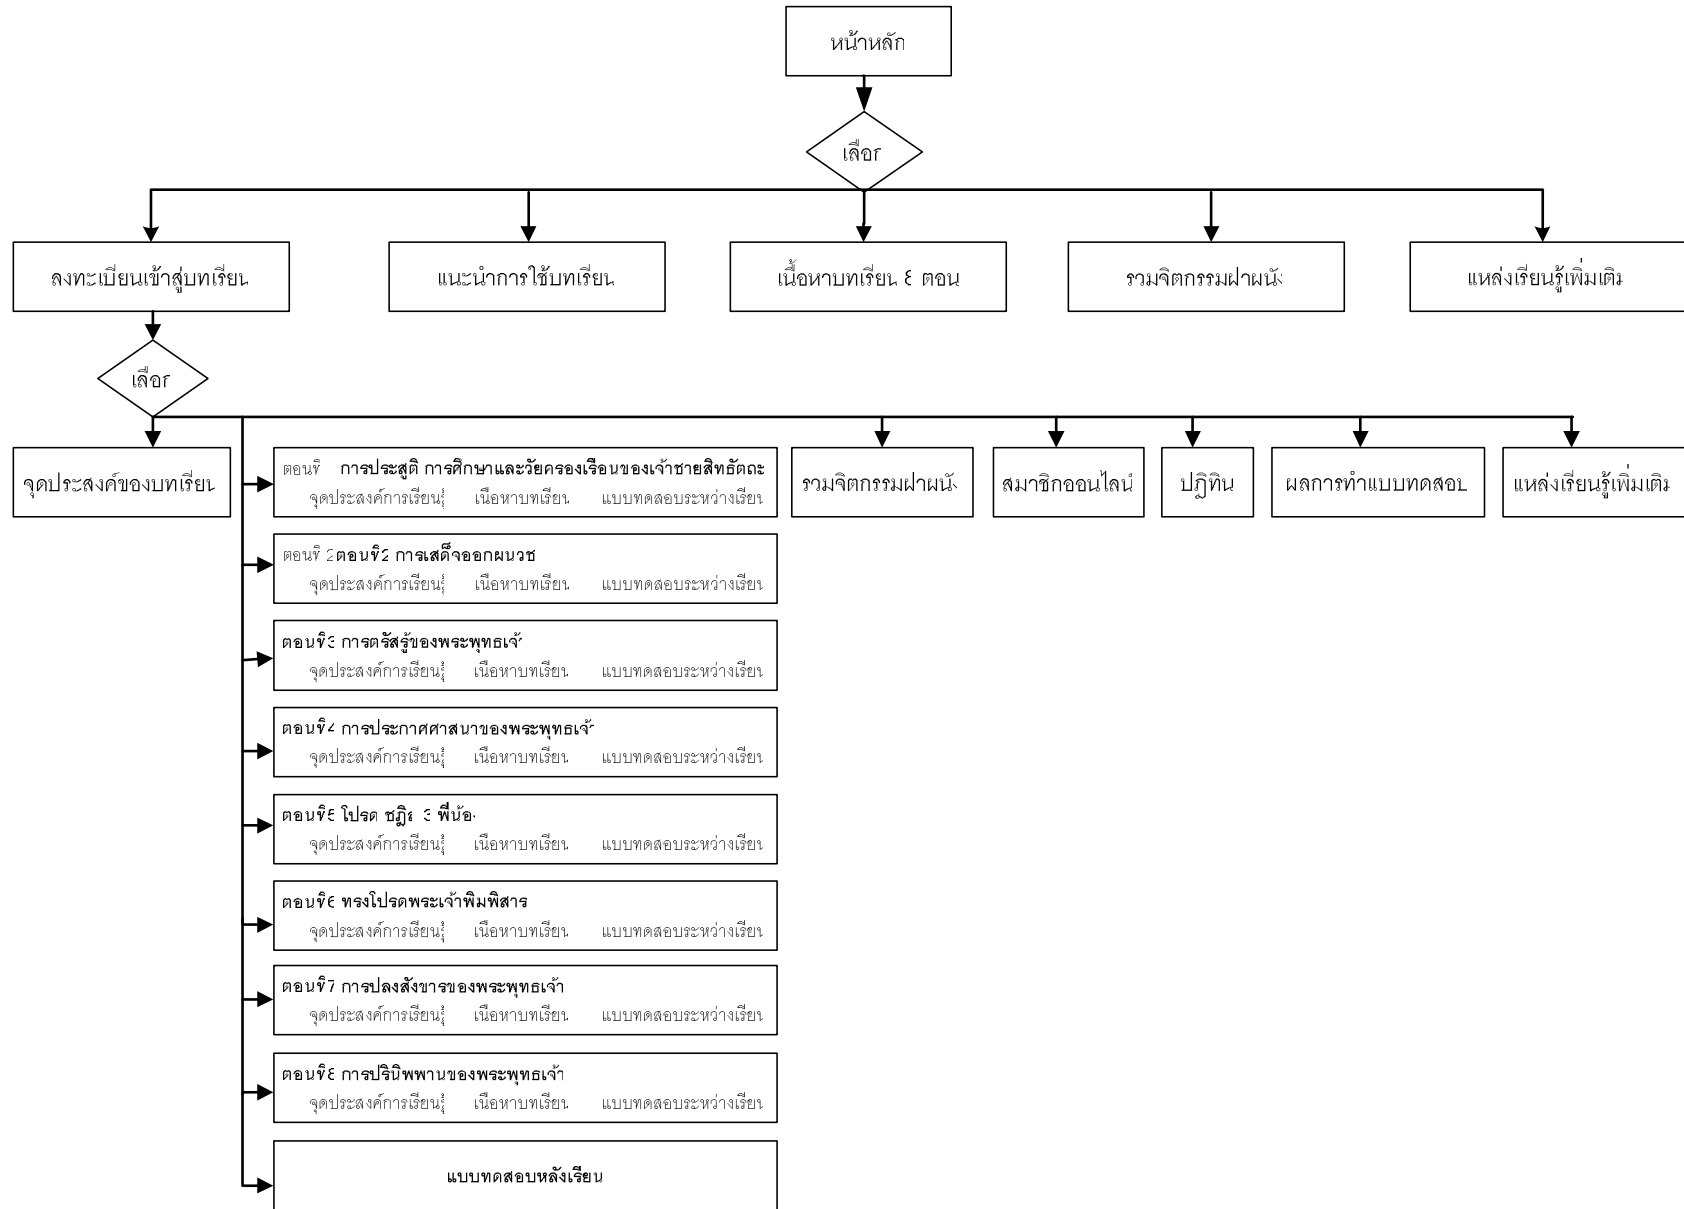 หน้าหลัก
เลือก
ลงทะเบียนเข้าสู่บทเรียน
แนะนำการใช้บทเรียน
เนื้อหาบทเรียน 8 ตอน
รวมจิตกรรมฝาผนัง
แหล่งเรียนรู้เพิ่มเติม
เลือก
จุดประสงค์ของบทเรียน
ตอนที่ การประสูติ การศึกษาและวัยครองเรือนของเจ้าชายสิทธัตถะ
จุดประสงค์การเรียนรู้ เนื้อหาบทเรียน แบบทดสอบระหว่างเรียน
รวมจิตกรรมฝาผนัง
สมาชิกออนไลน์
ปฏิทิน
ผลการทำแบบทดสอบ
แหล่งเรียนรู้เพิ่มเติม
ตอนที่ 2 ตอนที่2 การเสด็จออกผนวช
จุดประสงค์การเรียนรู้ เนื้อหาบทเรียน แบบทดสอบระหว่างเรียน
ตอนที่3 การตรัสรู้ของพระพุทธเจ้า
จุดประสงค์การเรียนรู้ เนื้อหาบทเรียน แบบทดสอบระหว่างเรียน
ตอนที่4 การประกาศศาสนาของพระพุทธเจ้า
จุดประสงค์การเรียนรู้ เนื้อหาบทเรียน แบบทดสอบระหว่างเรียน
ตอนที่5 โปรด ชฎิล 3 พี่น้อง
จุดประสงค์การเรียนรู้ เนื้อหาบทเรียน แบบทดสอบระหว่างเรียน
ตอนที่6 ทรงโปรดพระเจ้าพิมพิสาร
จุดประสงค์การเรียนรู้ เนื้อหาบทเรียน แบบทดสอบระหว่างเรียน
ตอนที่7 การปลงสังขารของพระพุทธเจ้า
จุดประสงค์การเรียนรู้ เนื้อหาบทเรียน แบบทดสอบระหว่างเรียน
ตอนที่8 การปรินิพพานของพระพุทธเจ้า
จุดประสงค์การเรียนรู้ เนื้อหาบทเรียน แบบทดสอบระหว่างเรียน
แบบทดสอบหลังเรียน